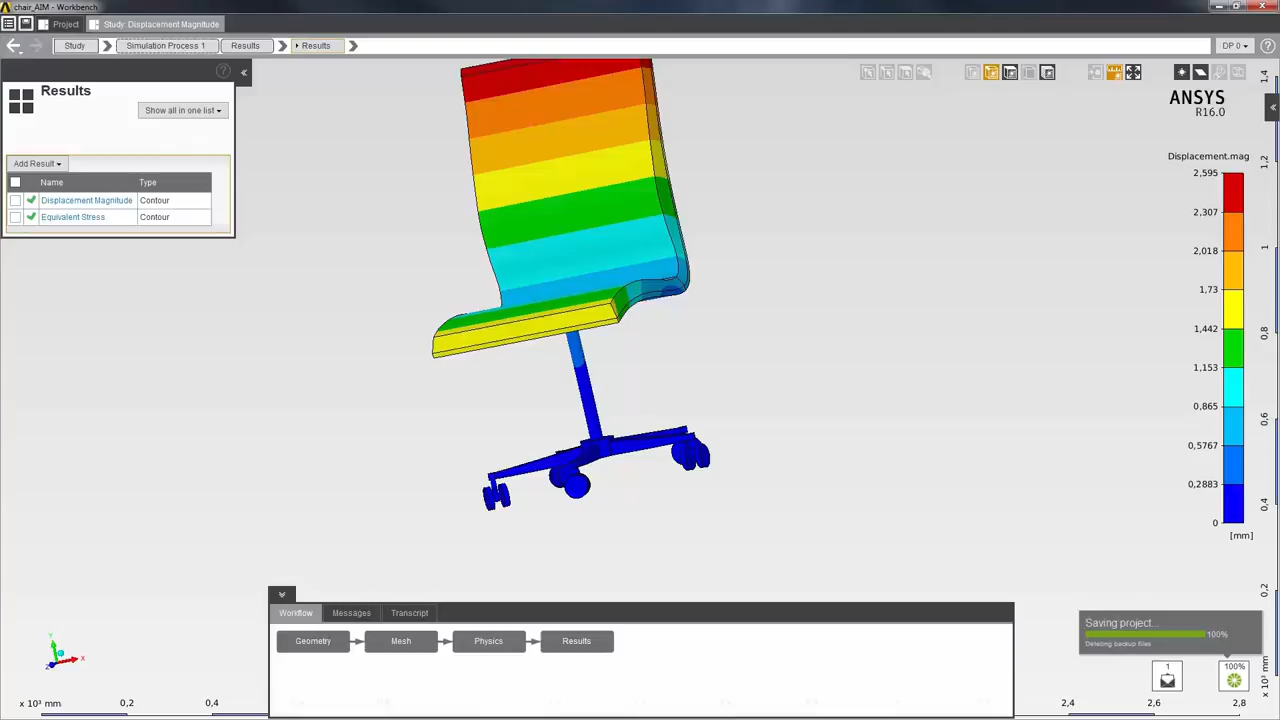 chair_AIM - Workbench
Project
Study: Displacement Magnitude
Study
Simulation Process 1
Results
Results
DP 0
Results
Show all in one list
Add Result
Name Type
Displacement Magnitude Contour
Equivalent Stress Contour
ANSYS
R16.0
Displacement.mag
2,595
2,307
2,018
1,73
1,442
1,153
0,865
0,5767
0,2883
0
[mm]
1,4
1,2
1
0,8
0,6
0,4
0,2
x 10³ mm
Y
X
Z
Workflow
Messages
Transcript
Geometry
Mesh
Physics
Results
Saving project...
100%
Deleting backup files
1
100%
x 10³ mm
0,2
0,4
2,4
2,6
2,8